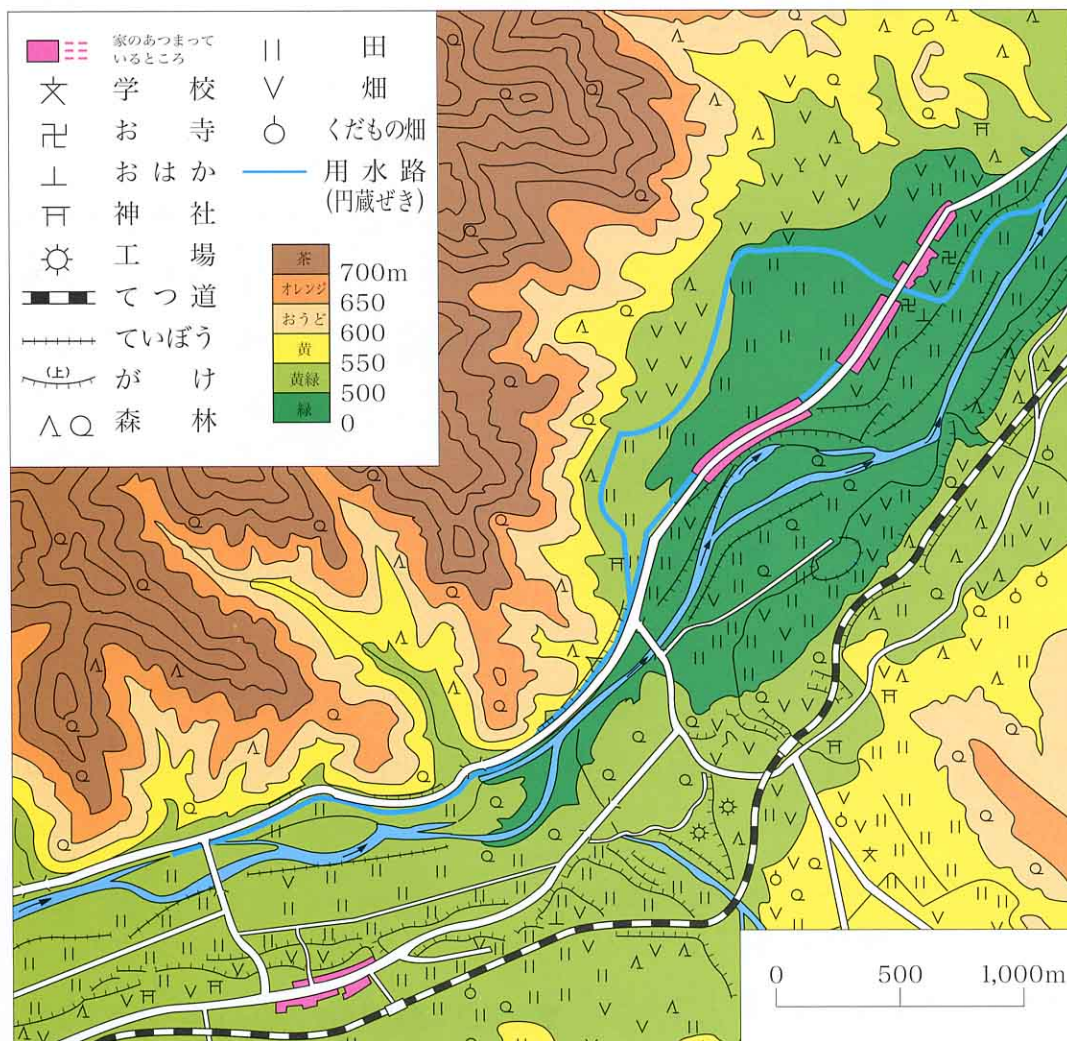 家のあつまって
いるところ
学校
お寺
おはか
神社
工場
てつ道
ていぼう
(上)
がけ
森林
田
畑
くだもの畑
用水路
(円蔵ぜき)
茶
オレンジ
おうど
黄
黄緑
緑
700m
650
600
550
500
0
0 500 1,000m